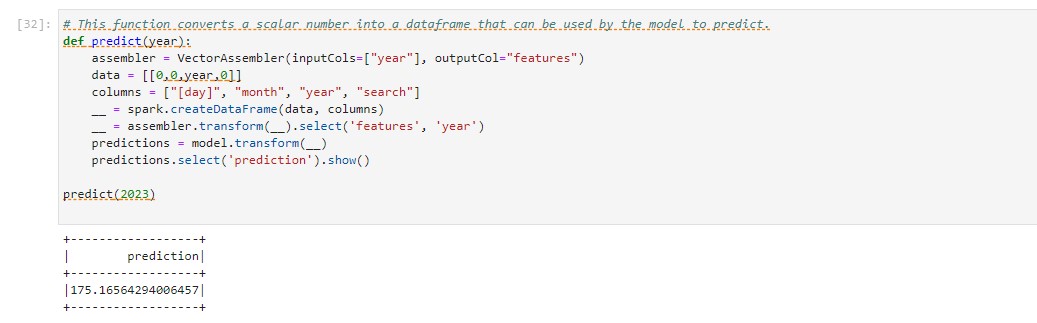 [32]: # This function converts a scalar number into a dataframe that can be used by the model to predict.
def predict(year):
    assembler = VectorAssembler(inputCols=["year"], outputCol="features")
    data = [[0,0,year,0]]
    columns = ["[day]", "month", "year", "search"]
    __ = spark.createDataFrame(data, columns)
    __ = assembler.transform(__).select('features', 'year')
    predictions = model.transform(__)
    predictions.select('prediction').show()

predict(2023)

+------------------+
|        prediction|
+------------------+
|175.16564294006457|
+------------------+